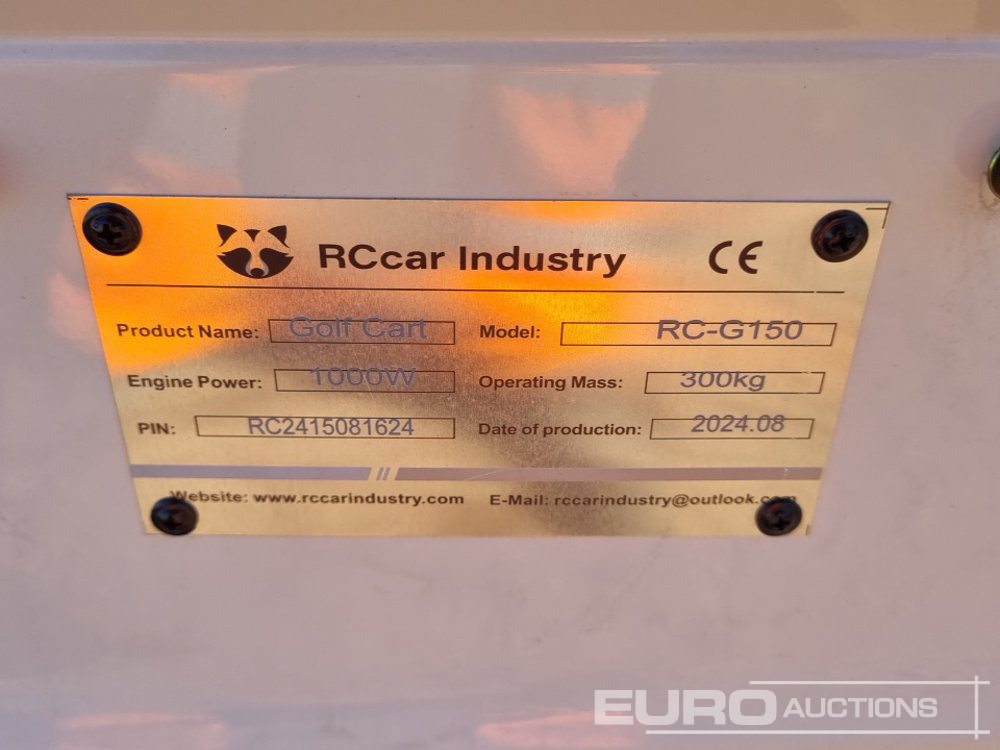 RCcar Industry CE
Product Name: Golf Cart Model: RC-G150
Engine Power: 1000W Operating Mass: 300kg
PIN: RC2415081624 Date of production: 2024.08
Website: www.rccarindustry.com E-Mail: rccarindustry@outlook.com
EURO AUCTIONS